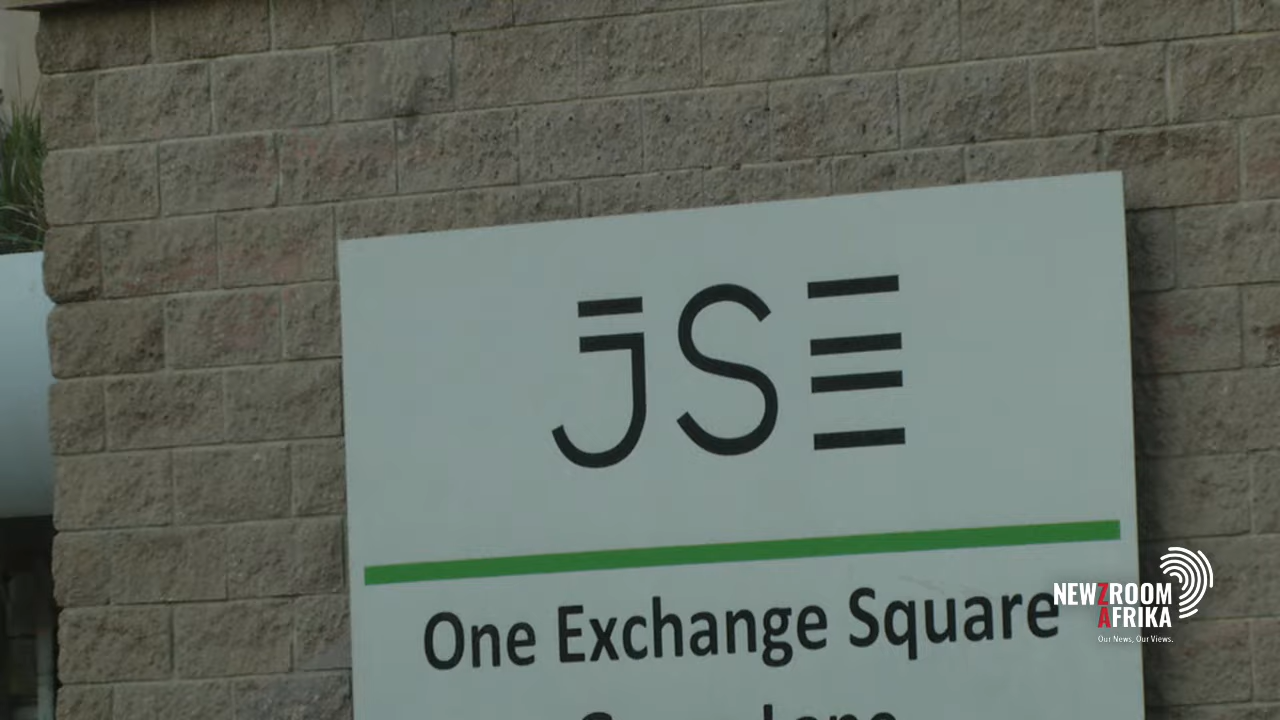 JSE
One Exchange Square
NEWZROOM
AFRIKA
Our News, Our Views.